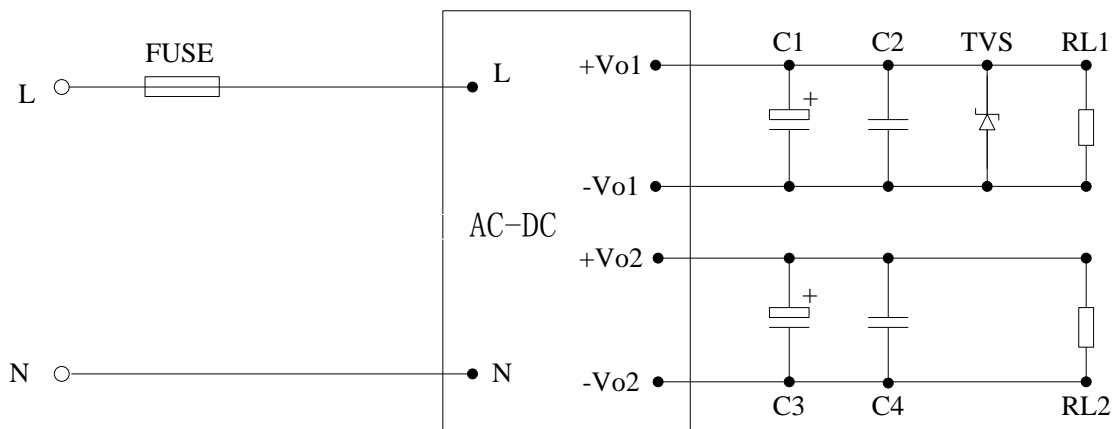 C1 C2 TVS RL1
FUSE
+Vo1
L L
+
-Vo1
AC-DC
+Vo2
+
N N
-Vo2
C3 C4 RL2